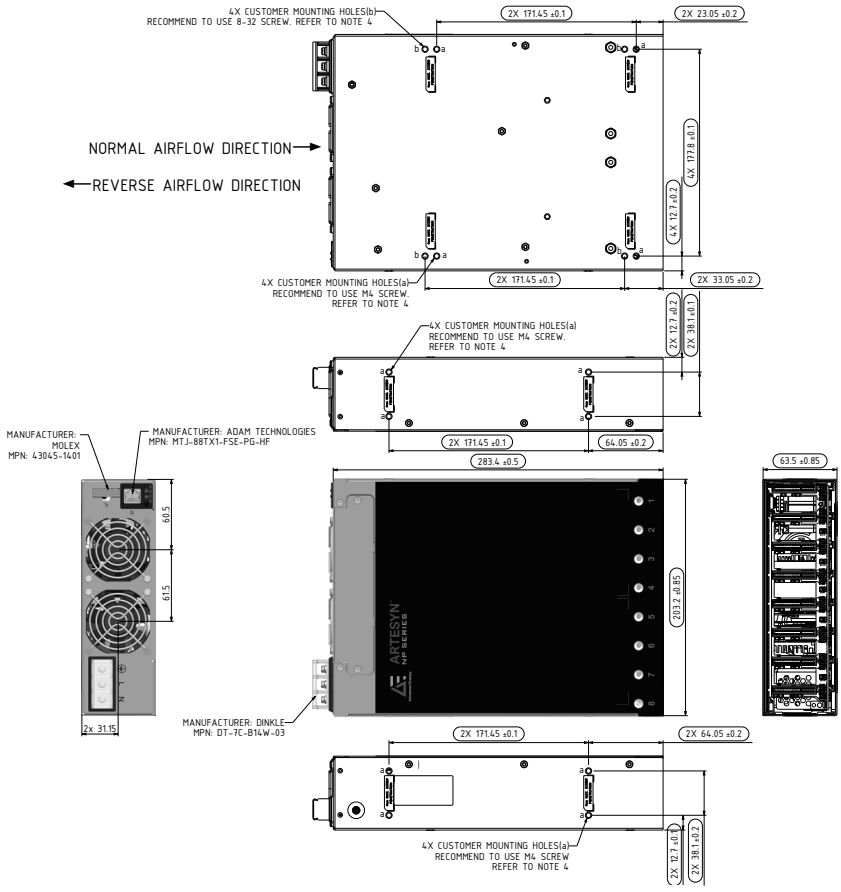 4X CUSTOMER MOUNTING HOLES(b)
RECOMMEND TO USE 8-32 SCREW. REFER TO NOTE 4
2X 171.45 ±0.1
2X 23.05 ±0.2
b
a
b
a
4X 177.8 ±0.1
4X 12.7 ±0.2
NORMAL AIRFLOW DIRECTION
REVERSE AIRFLOW DIRECTION
b
a
b
a
4X CUSTOMER MOUNTING HOLES(a)
RECOMMEND TO USE M4 SCREW.
REFER TO NOTE 4
2X 171.45 ±0.1
2X 33.05 ±0.2
2X 12.7 ±0.2
2X 38.1 ±0.1
4X CUSTOMER MOUNTING HOLES(a)
RECOMMEND TO USE M4 SCREW.
REFER TO NOTE 4
a
a
a
a
2X 171.45 ±0.1
64.05 ±0.2
MANUFACTURER:
MOLEX
MPN: 43045-1401
MANUFACTURER: ADAM TECHNOLOGIES
MPN: MTJ-88TX1-FSE-PG-HF
283.4 ±0.5
63.5 ±0.85
60.5
61.5
L
N
2x 31.15
1
2
3
4
5
6
7
8
203.2 ±0.85
ARTESYN™
NP SERIES
Advanced Energy
MANUFACTURER: DINKLE
MPN: DT-7C-B14W-03
2X 171.45 ±0.1
2X 64.05 ±0.2
a
a
a
a
4X CUSTOMER MOUNTING HOLES(a)
RECOMMEND TO USE M4 SCREW
REFER TO NOTE 4
2X 12.7 ±0.1
2X 38.1 ±0.2